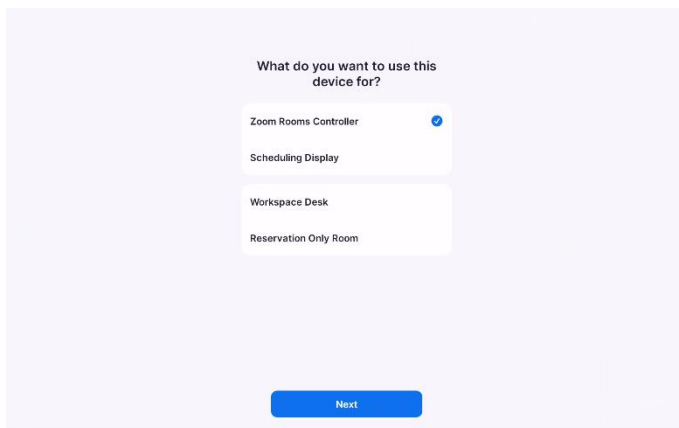 What do you want to use this
device for?
Zoom Rooms Controller
Scheduling Display
Workspace Desk
Reservation Only Room
Next